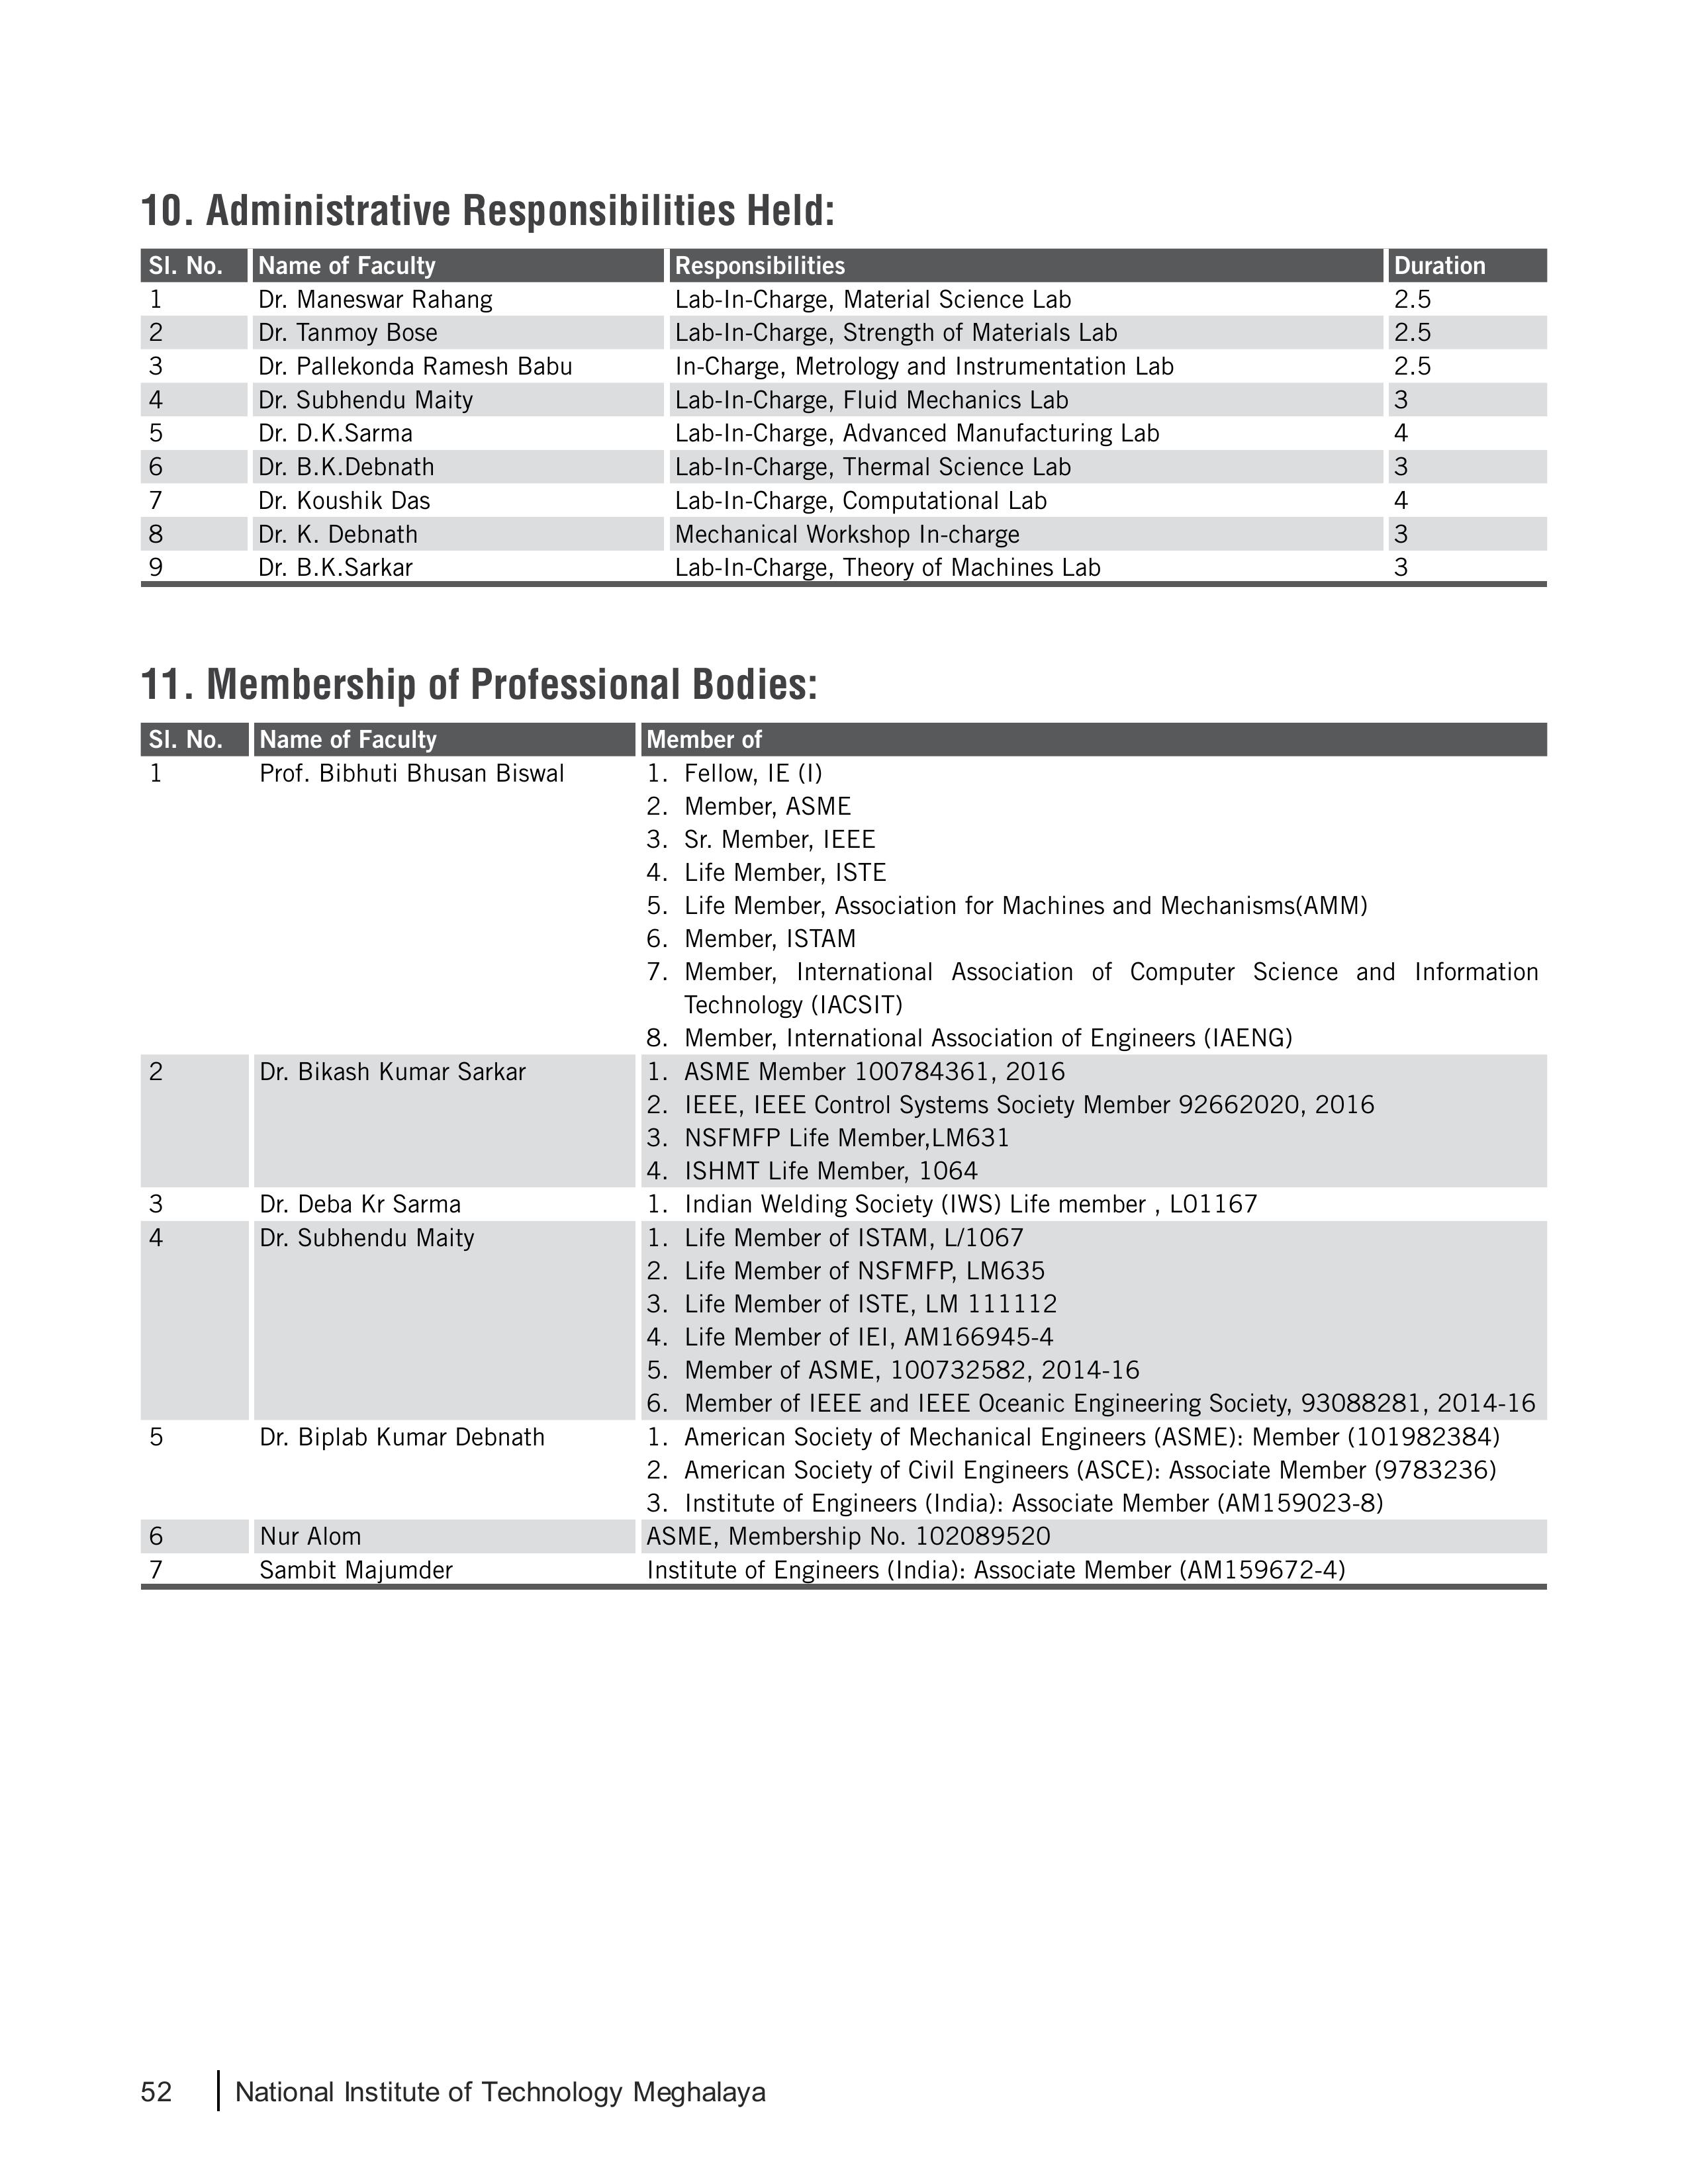 10. Administrative Responsibilities Held:
Sl. No. Name of Faculty Responsibilities Duration
1 Dr. Maneswar Rahang Lab-In-Charge, Material Science Lab 2.5
2 Dr. Tanmoy Bose Lab-In-Charge, Strength of Materials Lab 2.5
3 Dr. Pallekonda Ramesh Babu In-Charge, Metrology and Instrumentation Lab 2.5
4 Dr. Subhendu Maity Lab-In-Charge, Fluid Mechanics Lab 3
5 Dr. D.K.Sarma Lab-In-Charge, Advanced Manufacturing Lab 4
6 Dr. B.K.Debnath Lab-In-Charge, Thermal Science Lab 3
7 Dr. Koushik Das Lab-In-Charge, Computational Lab 4
8 Dr. K. Debnath Mechanical Workshop In-charge 3
9 Dr. B.K.Sarkar Lab-In-Charge, Theory of Machines Lab 3
11. Membership of Professional Bodies:
Sl. No. Name of Faculty Member of
1 Prof. Bibhuti Bhusan Biswal 1. Fellow, IE (I)
2. Member, ASME
3. Sr. Member, IEEE
4. Life Member, ISTE
5. Life Member, Association for Machines and Mechanisms(AMM)
6. Member, ISTAM
7. Member, International Association of Computer Science and Information
Technology (IACSIT)
8. Member, International Association of Engineers (IAENG)
2 Dr. Bikash Kumar Sarkar 1. ASME Member 100784361, 2016
2. IEEE, IEEE Control Systems Society Member 92662020, 2016
3. NSFMFP Life Member,LM631
4. ISHMT Life Member, 1064
3 Dr. Deba Kr Sarma 1. Indian Welding Society (IWS) Life member , L01167
4 Dr. Subhendu Maity 1. Life Member of ISTAM, L/1067
2. Life Member of NSFMFP, LM635
3. Life Member of ISTE, LM 111112
4. Life Member of IEI, AM166945-4
5. Member of ASME, 100732582, 2014-16
6. Member of IEEE and IEEE Oceanic Engineering Society, 93088281, 2014-16
5 Dr. Biplab Kumar Debnath 1. American Society of Mechanical Engineers (ASME): Member (101982384)
2. American Society of Civil Engineers (ASCE): Associate Member (9783236)
3. Institute of Engineers (India): Associate Member (AM159023-8)
6 Nur Alom ASME, Membership No. 102089520
7 Sambit Majumder Institute of Engineers (India): Associate Member (AM159672-4)
52 National Institute of Technology Meghalaya